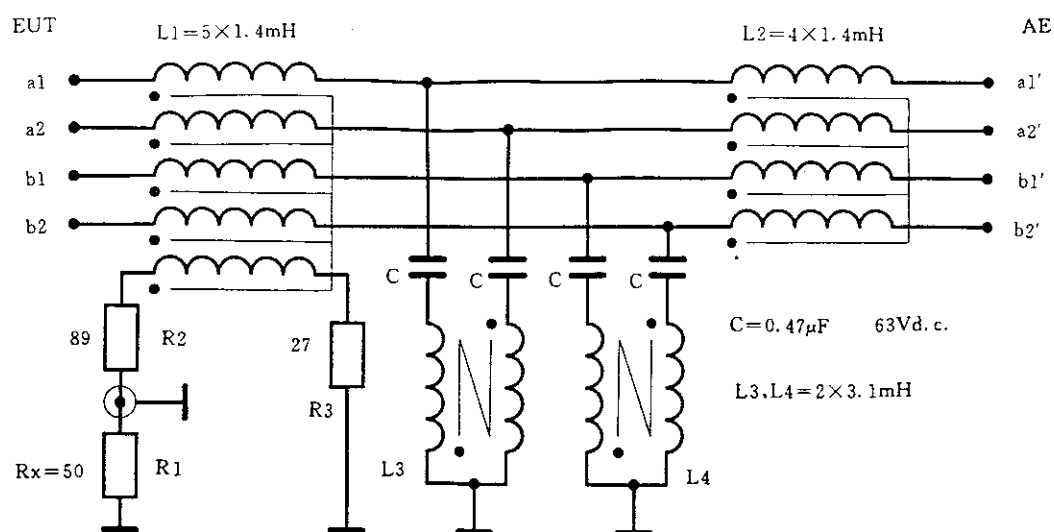 EUT
L1=5×1.4mH
L2=4×1.4mH
AE
a1
a1'
a2
a2'
b1
b1'
b2
b2'
C
C
C
C
89
R2
27
C=0.47μF 63Vd.c.
R3
L3,L4=2×3.1mH
Rx=50
R1
L3
L4